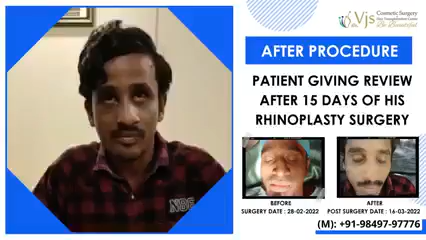 Vjs
Cosmetic Surgery
Be Beautiful
AFTER PROCEDURE
PATIENT GIVING REVIEW
AFTER 15 DAYS OF HIS
RHINOPLASTY SURGERY
BEFORE
SURGERY DATE : 28-02-2022
AFTER
POST SURGERY DATE : 16-03-2022
(M): +91-98497-97776